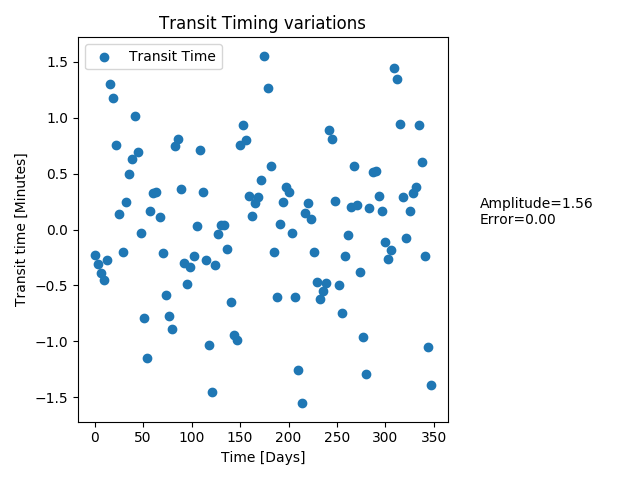 Transit Timing variations
Transit Time
1.5
1.0
0.5
0.0
−0.5
−1.0
−1.5
Transit time [Minutes]
0 50 100 150 200 250 300 350
Time [Days]
Amplitude=1.56
Error=0.00